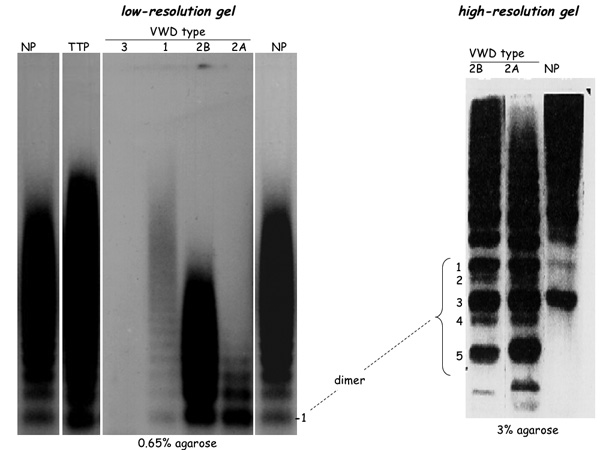 low-resolution gel
high-resolution gel
VWD type
NP TTP 3 1 2B 2A NP
VWD type
2B 2A NP
1
2
3
4
5
dimer
1
0.65% agarose
3% agarose